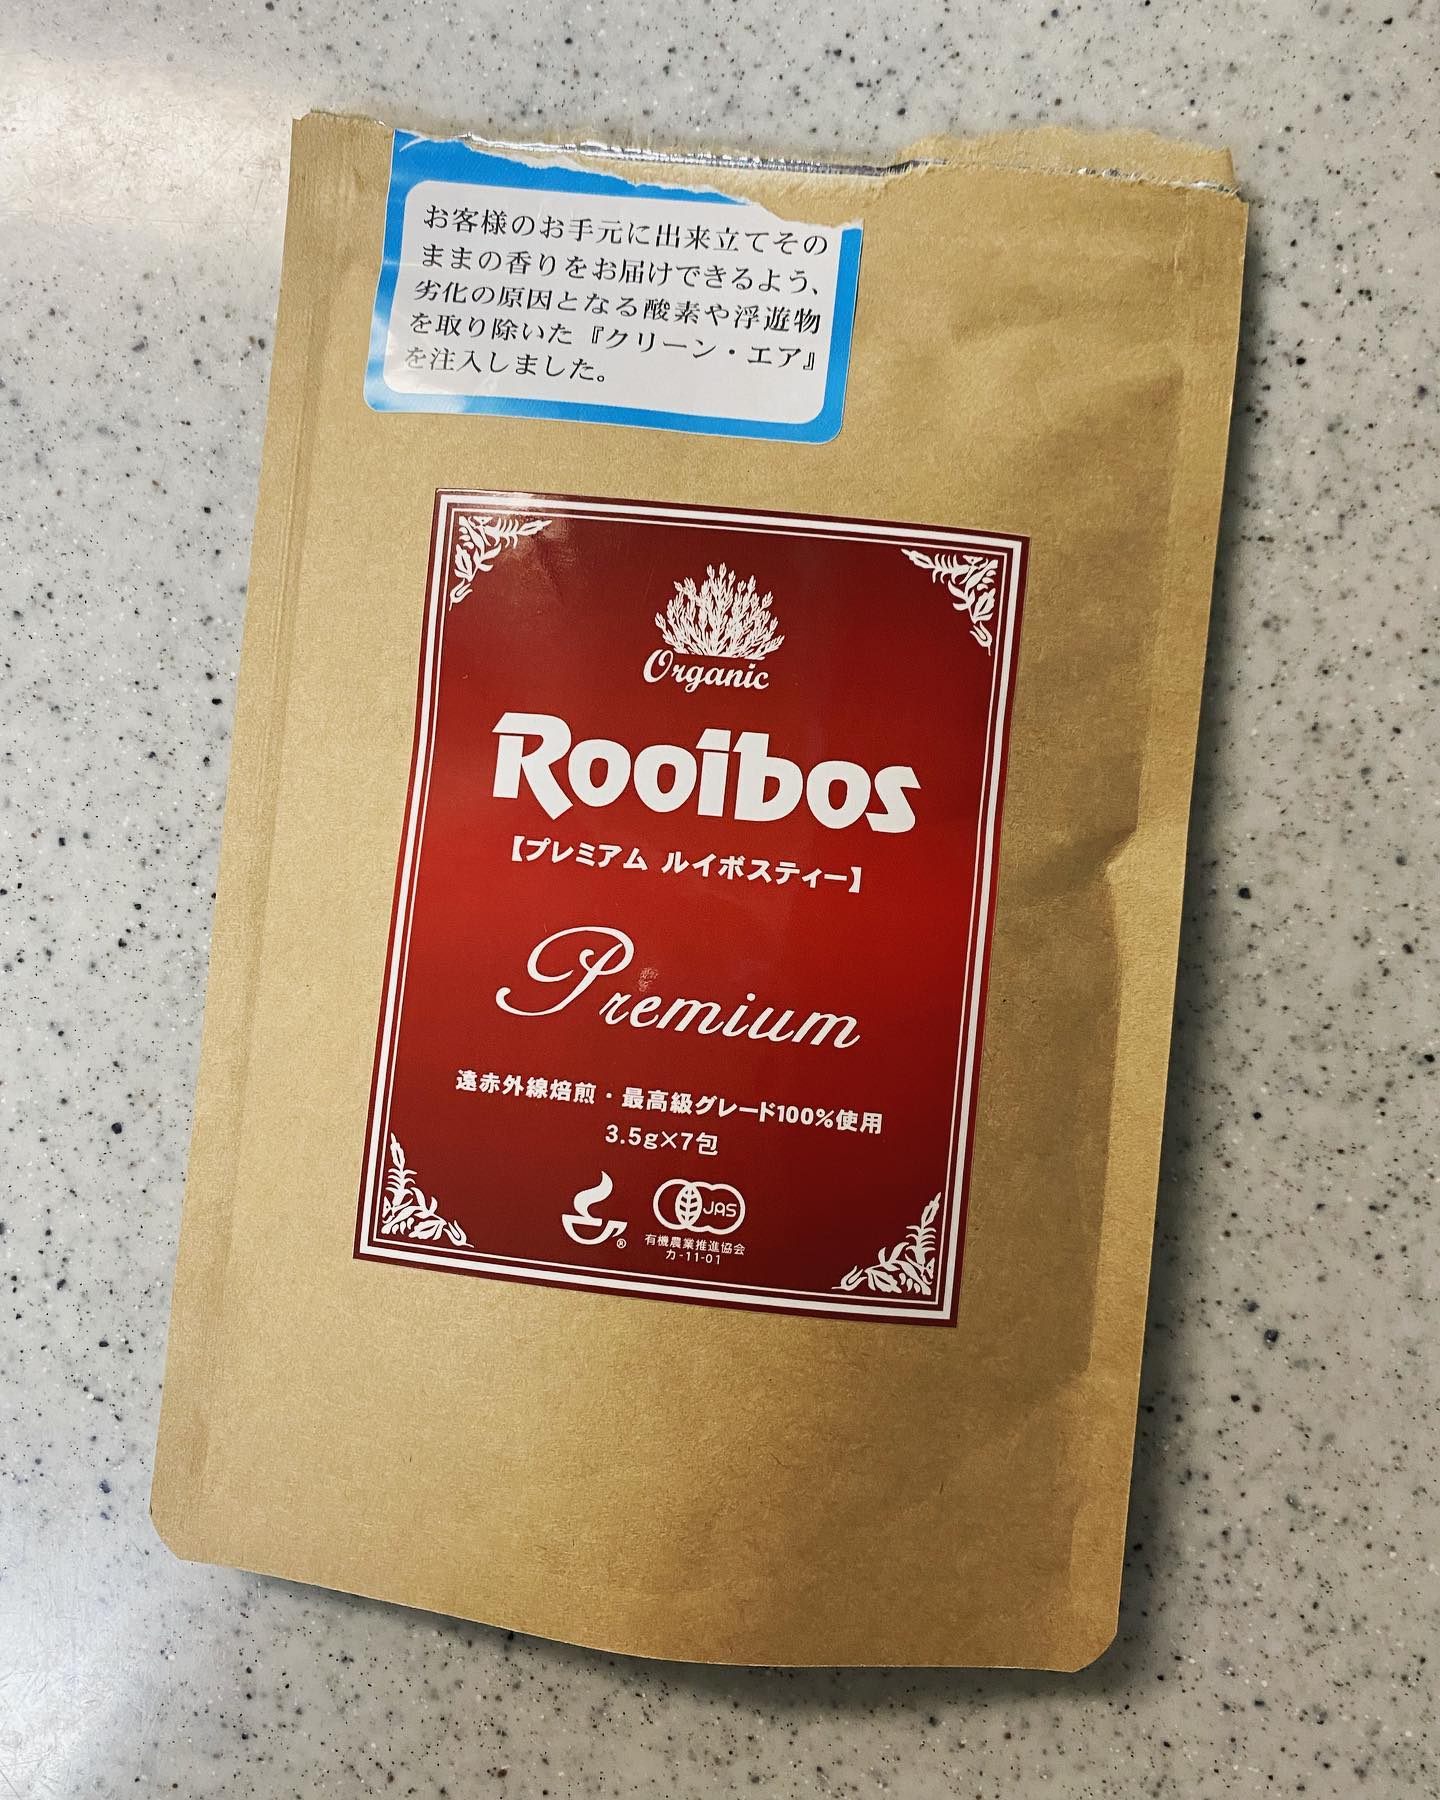 お客様のお手元に出来立てその
ままの香りをお届けできるよう、
劣化の原因となる酸素や浮遊物
を取り除いた『クリーン・エア』
を注入しました。
Organic
Rooibos
【プレミアム ルイボスティー】
Premium
遠赤外線焙煎・最高級グレード100%使用
3.5g×7包
®
JAS
有機農業推進協会
カ-11-01